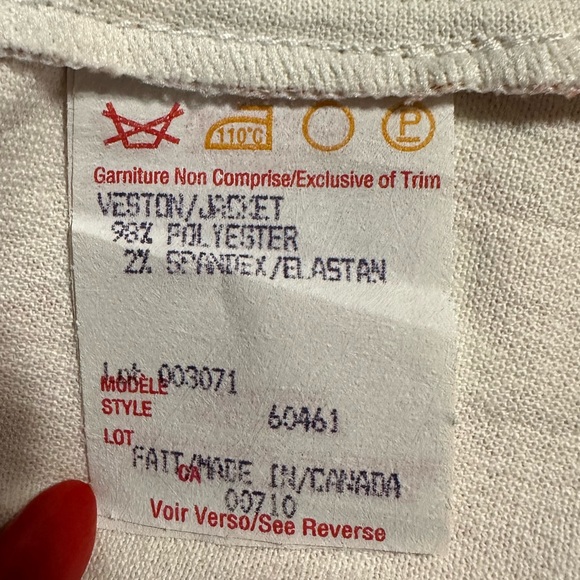 110°C
P
Garniture Non Comprise/Exclusive of Trim
VESTON/JACKET
98% POLYESTER
2% SPANDEX/ELASTAN
Lot 003071
MODÈLE
STYLE 60461
LOT
FAIT/MADE IN/CANADA
CA 00710
Voir Verso/See Reverse